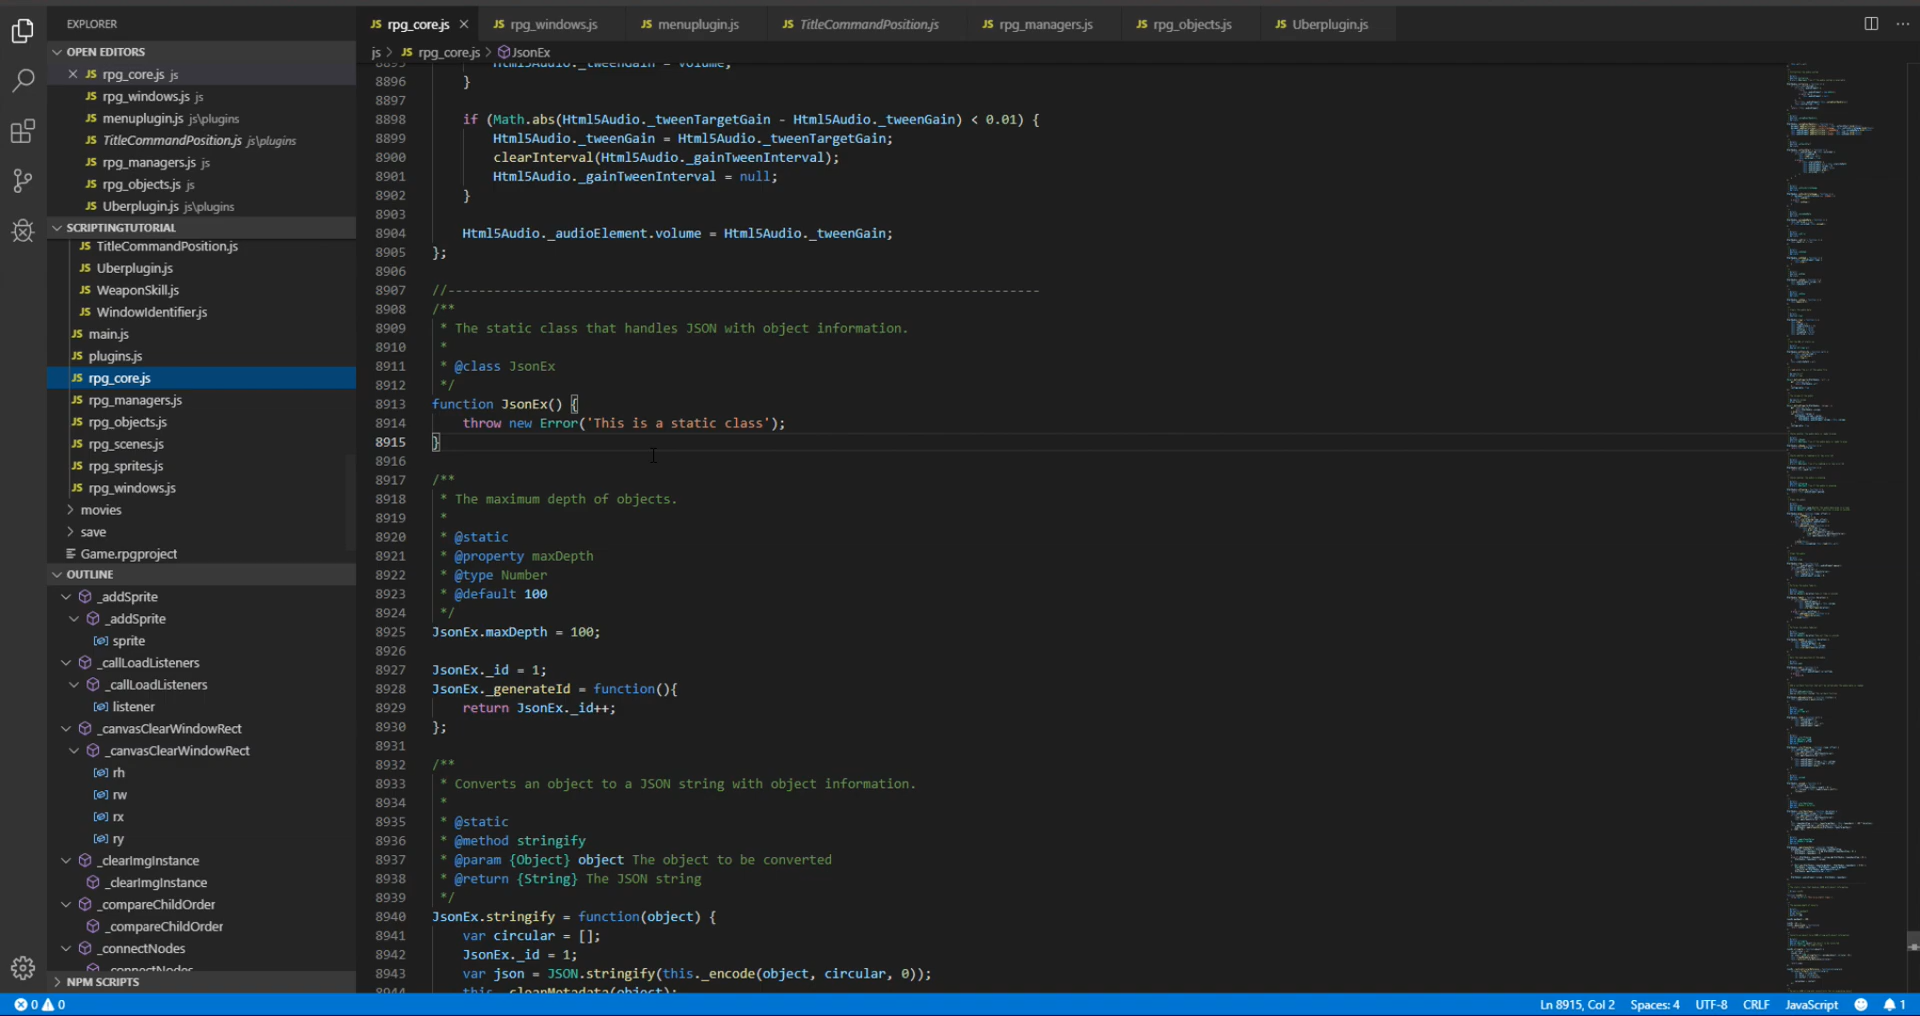 EXPLORER
OPEN EDITORS
JS rpg_core.js js
JS rpg_windows.js js
JS menuplugin.js js\plugins
JS TitleCommandPosition.js js\plugins
JS rpg_managers.js js
JS rpg_objects.js js
JS Uberplugin.js js\plugins
SCRIPTINGTUTORIAL
JS TitleCommandPosition.js
JS Uberplugin.js
JS WeaponSkill.js
JS WindowIdentifier.js
JS main.js
JS plugins.js
JS rpg_core.js
JS rpg_managers.js
JS rpg_objects.js
JS rpg_scenes.js
JS rpg_sprites.js
JS rpg_windows.js
movies
save
Game.rpgproject
OUTLINE
_addSprite
_addSprite
sprite
_callLoadListeners
_callLoadListeners
listener
_canvasClearWindowRect
_canvasClearWindowRect
rh
rw
rx
ry
_clearImgInstance
_clearImgInstance
_compareChildOrder
_compareChildOrder
_connectNodes
_connectNodes
NPM SCRIPTS
JS rpg_core.js JS rpg_windows.js JS menuplugin.js JS TitleCommandPosition.js JS rpg_managers.js JS rpg_objects.js JS Uberplugin.js
js > JS rpg_core.js > JsonEx
8895 Html5Audio._tweenGain = volume;
8896 }
8897
8898 if (Math.abs(Html5Audio._tweenTargetGain - Html5Audio._tweenGain) < 0.01) {
8899 Html5Audio._tweenGain = Html5Audio._tweenTargetGain;
8900 clearInterval(Html5Audio._gainTweenInterval);
8901 Html5Audio._gainTweenInterval = null;
8902 }
8903
8904 Html5Audio._audioElement.volume = Html5Audio._tweenGain;
8905 };
8906
8907 //-----------------------------------------------------------------------------
8908 /**
8909 * The static class that handles JSON with object information.
8910 *
8911 * @class JsonEx
8912 */
8913 function JsonEx() {
8914 throw new Error('This is a static class');
8915 }
8916
8917 /**
8918 * The maximum depth of objects.
8919 *
8920 * @static
8921 * @property maxDepth
8922 * @type Number
8923 * @default 100
8924 */
8925 JsonEx.maxDepth = 100;
8926
8927 JsonEx._id = 1;
8928 JsonEx._generateId = function(){
8929 return JsonEx._id++;
8930 };
8931
8932 /**
8933 * Converts an object to a JSON string with object information.
8934 *
8935 * @static
8936 * @method stringify
8937 * @param {Object} object The object to be converted
8938 * @return {String} The JSON string
8939 */
8940 JsonEx.stringify = function(object) {
8941 var circular = [];
8942 JsonEx._id = 1;
8943 var json = JSON.stringify(this._encode(object, circular, 0));
8944 this._cleanMetadata(object);
0 0 Ln 8915, Col 2 Spaces: 4 UTF-8 CRLF JavaScript 1